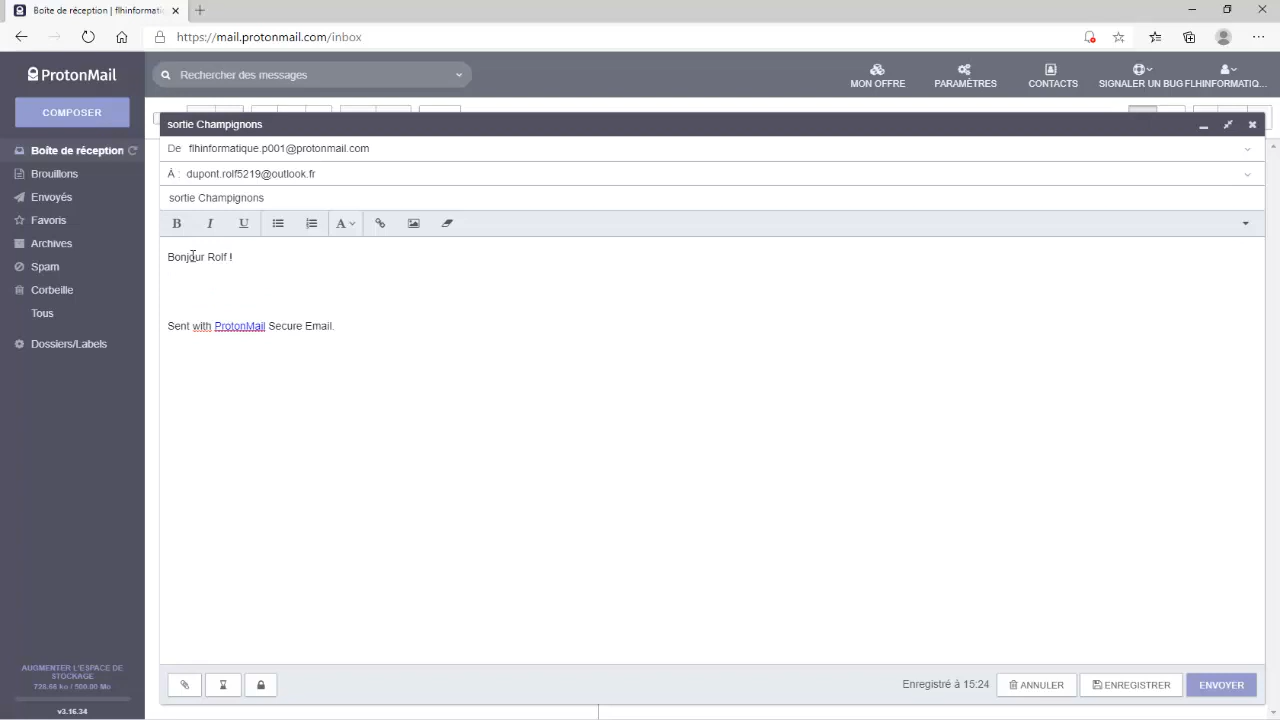 Boîte de réception | flhinformati
https://mail.protonmail.com/inbox
ProtonMail
Rechercher des messages
MON OFFRE
PARAMÈTRES
CONTACTS
SIGNALER UN BUG
FLHINFORMATIQ...
COMPOSER
Boîte de réception
Brouillons
Envoyés
Favoris
Archives
Spam
Corbeille
Tous
Dossiers/Labels
AUGMENTER L'ESPACE DE
STOCKAGE
726.66 ko / 500.00 Mo
v3.16.34
sortie Champignons
De flhinformatique.p001@protonmail.com
À : dupont.rolf5219@outlook.fr
sortie Champignons
B I U A
Bonjour Rolf !
Sent with ProtonMail Secure Email.
Enregistré à 15:24
ANNULER
ENREGISTRER
ENVOYER